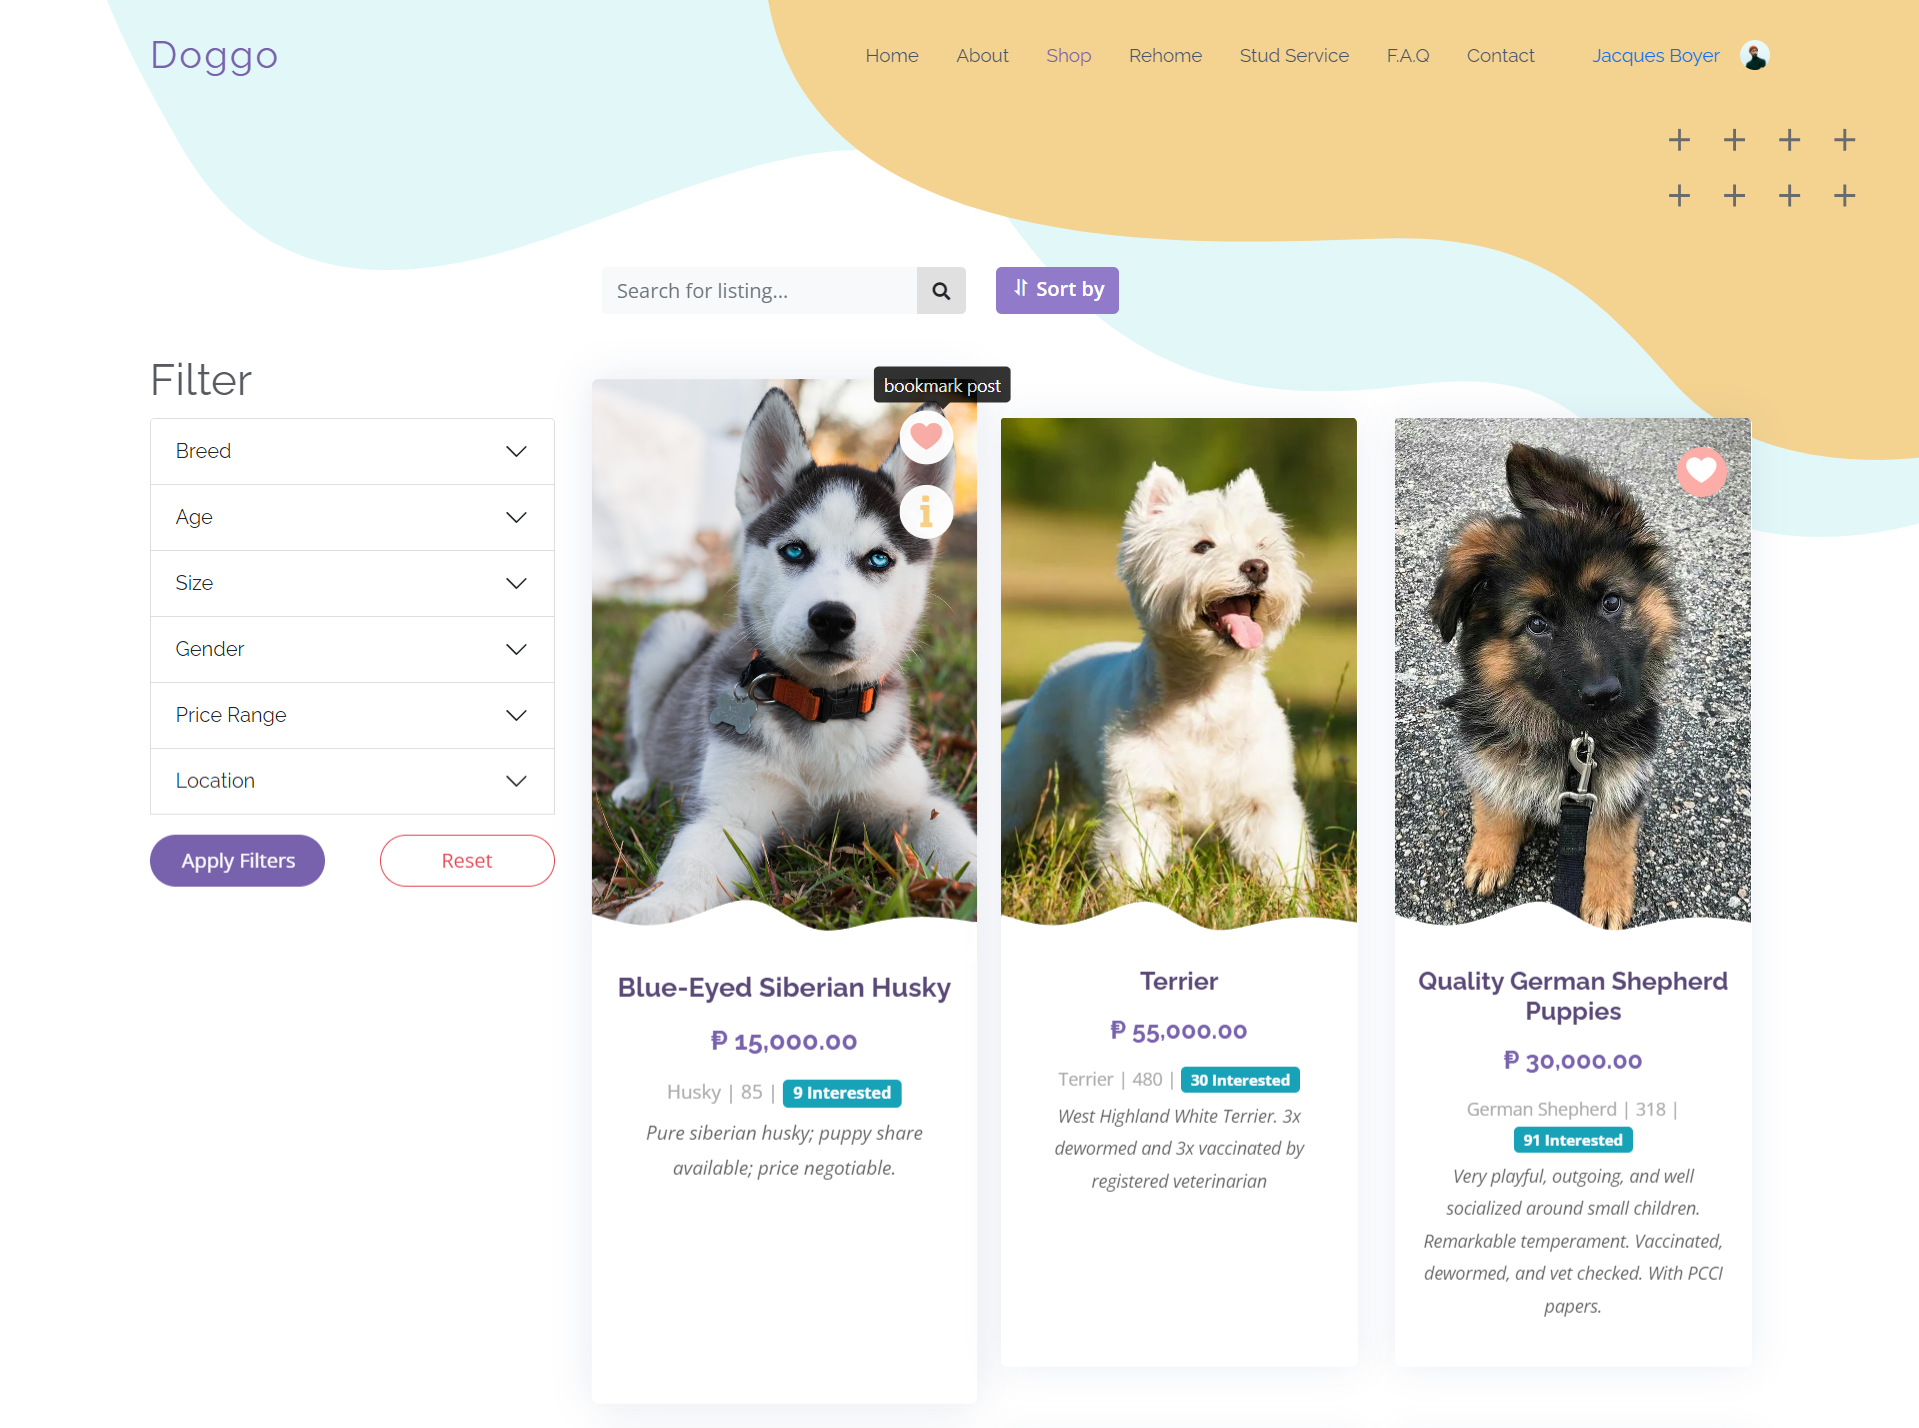 Doggo
Home About Shop Rehome Stud Service F.A.Q Contact Jacques Boyer
Search for listing...
Sort by
Filter
Breed
Age
Size
Gender
Price Range
Location
Apply Filters Reset
bookmark post
Blue-Eyed Siberian Husky
₱ 15,000.00
Husky | 85 | 9 Interested
Pure siberian husky; puppy share
available; price negotiable.
Terrier
₱ 55,000.00
Terrier | 480 | 30 Interested
West Highland White Terrier. 3x
dewormed and 3x vaccinated by
registered veterinarian
Quality German Shepherd
Puppies
₱ 30,000.00
German Shepherd | 318 |
91 Interested
Very playful, outgoing, and well
socialized around small children.
Remarkable temperament. Vaccinated,
dewormed, and vet checked. With PCCI
papers.